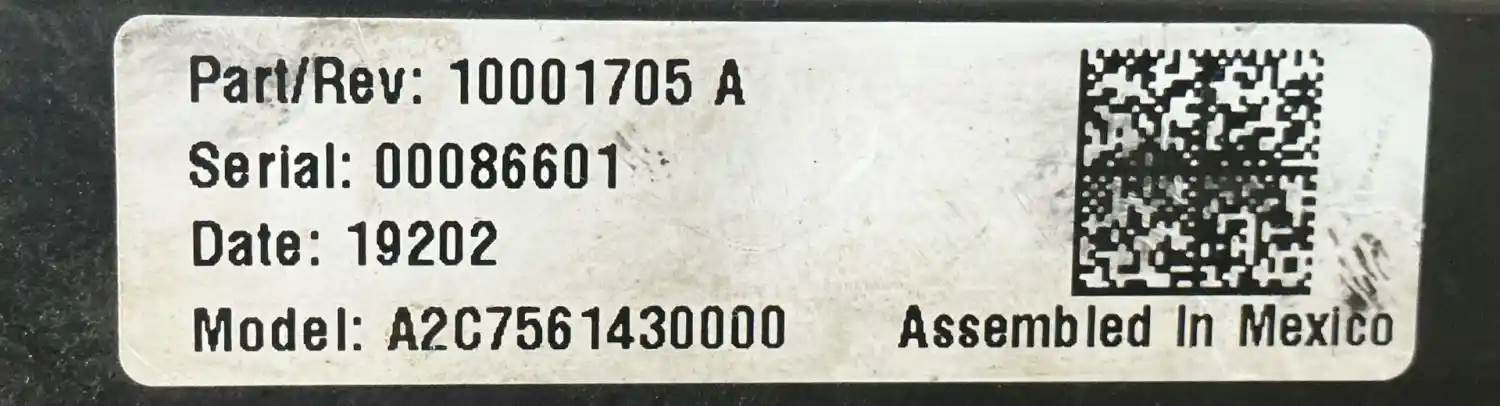 Part/Rev: 10001705 A
Serial: 00086601
Date: 19202
Model: A2C7561430000
Assembled In Mexico